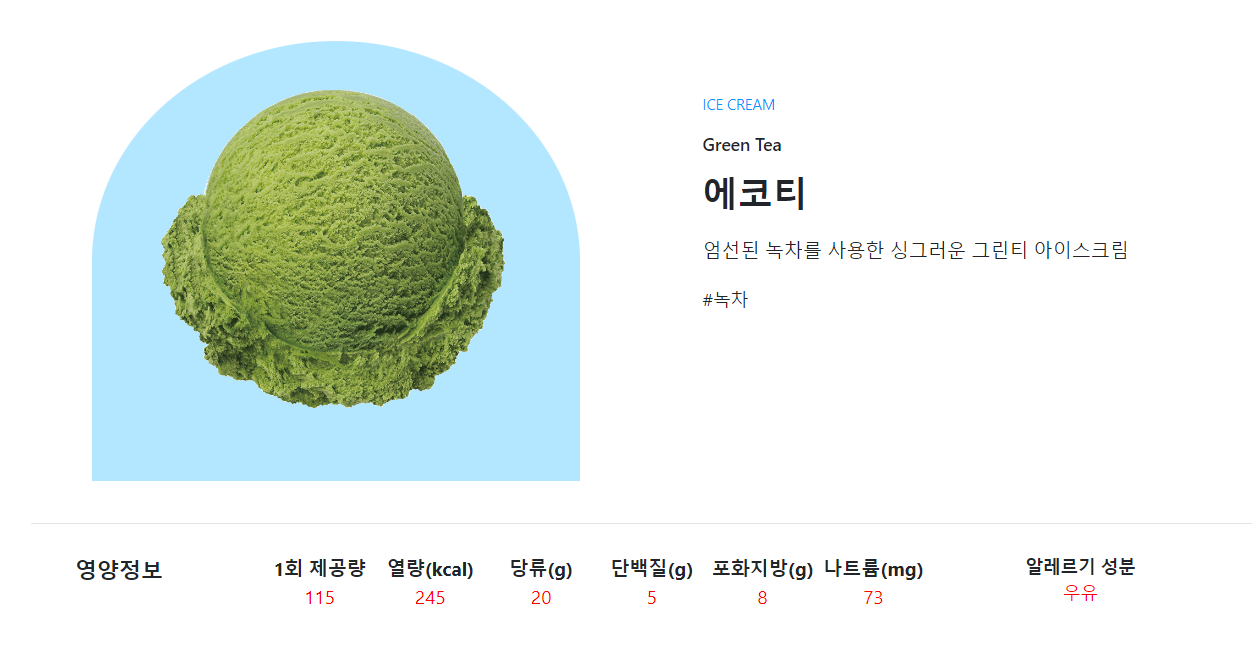 ICE CREAM
Green Tea
에코티
엄선된 녹차를 사용한 싱그러운 그린티 아이스크림
#녹차
영양정보
1회 제공량 열량(kcal) 당류(g) 단백질(g) 포화지방(g) 나트륨(mg) 알레르기 성분
115 245 20 5 8 73 우유